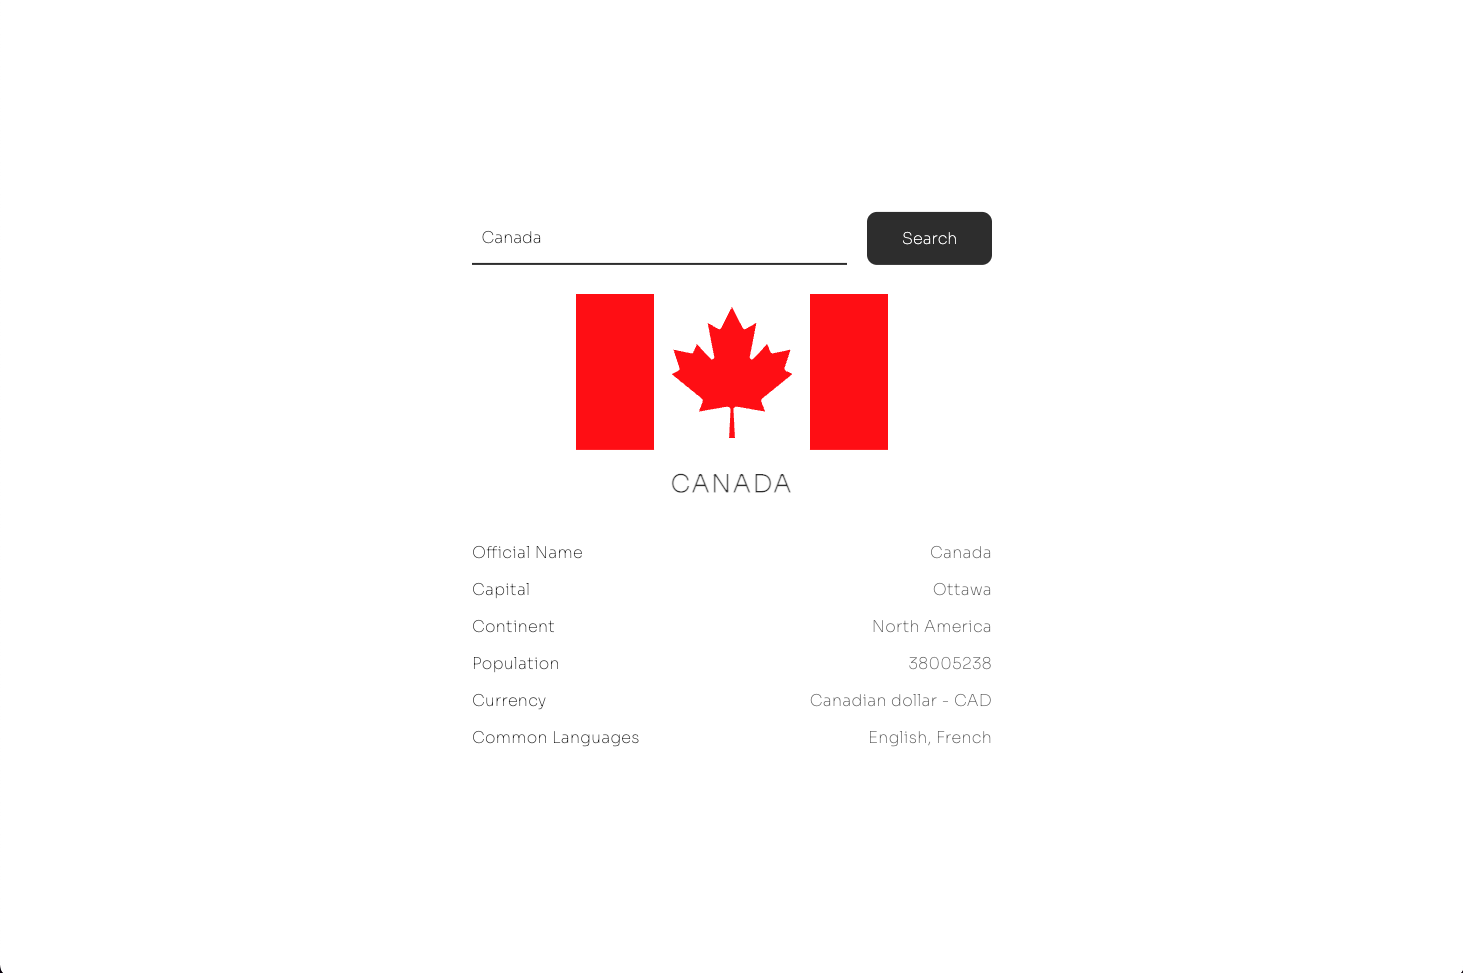 Canada
Search
CANADA
Official Name Canada
Capital Ottawa
Continent North America
Population 38005238
Currency Canadian dollar - CAD
Common Languages English, French